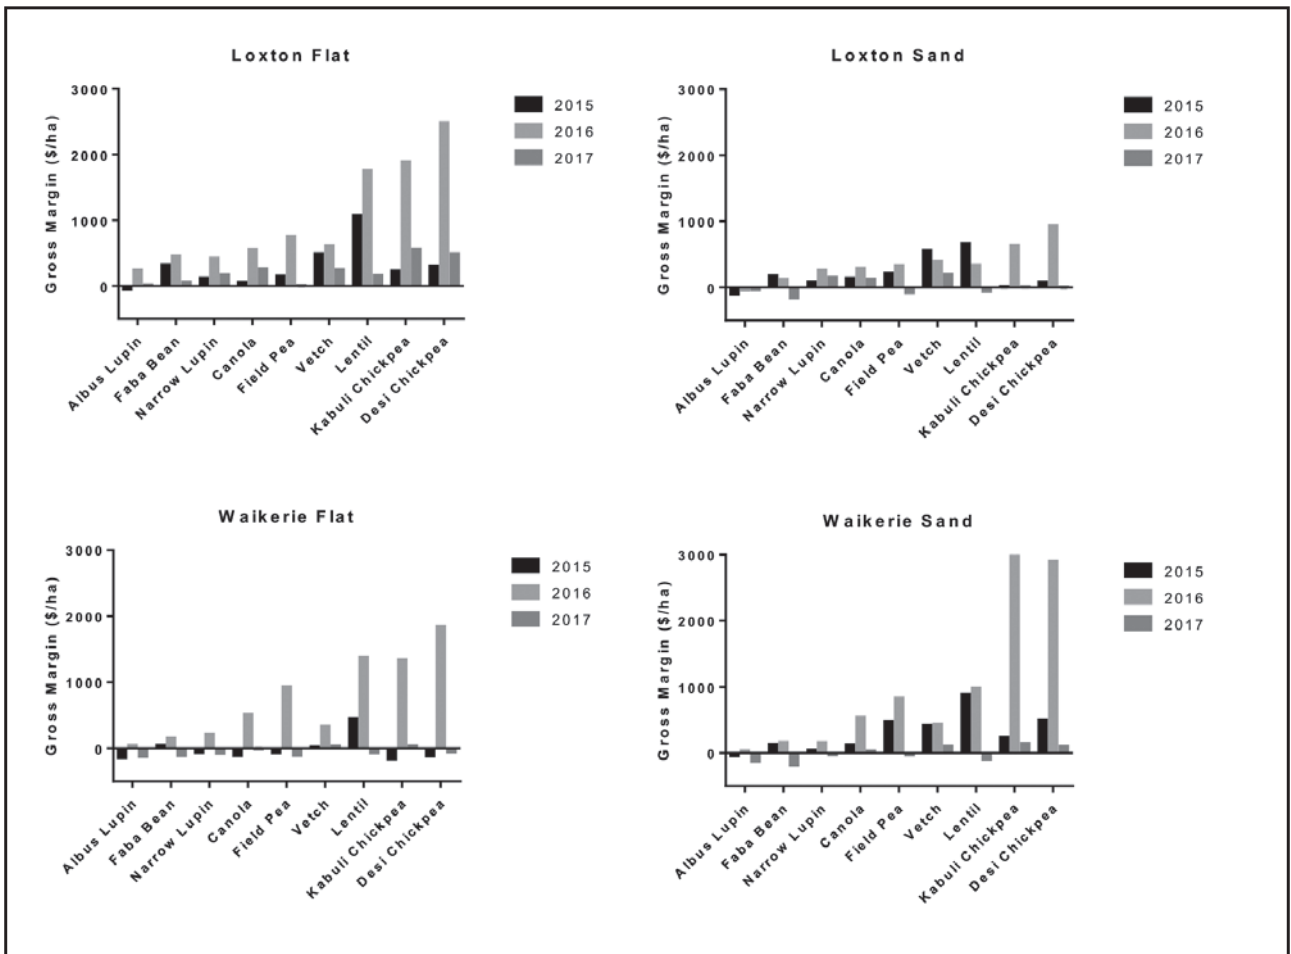 Loxton Flat
3000
2000
1000
0
Gross Margin ($/ha)
2015
2016
2017
Albus Lupin
Faba Bean
Narrow Lupin
Canola
Field Pea
Vetch
Lentil
Kabuli Chickpea
Desi Chickpea
Loxton Sand
3000
2000
1000
0
Gross Margin ($/ha)
2015
2016
2017
Albus Lupin
Faba Bean
Narrow Lupin
Canola
Field Pea
Vetch
Lentil
Kabuli Chickpea
Desi Chickpea
Waikerie Flat
3000
2000
1000
0
Gross Margin ($/ha)
2015
2016
2017
Albus Lupin
Faba Bean
Narrow Lupin
Canola
Field Pea
Vetch
Lentil
Kabuli Chickpea
Desi Chickpea
Waikerie Sand
3000
2000
1000
0
Gross Margin ($/ha)
2015
2016
2017
Albus Lupin
Faba Bean
Narrow Lupin
Canola
Field Pea
Vetch
Lentil
Kabuli Chickpea
Desi Chickpea